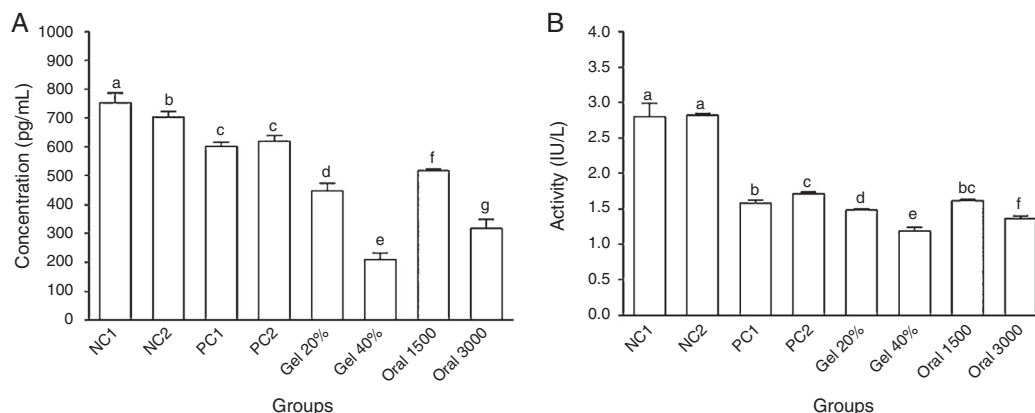 A
Concentration (pg/mL)
1000
900
800
700
600
500
400
300
200
100
0
a
b
c
c
d
e
f
g
NC1
NC2
PC1
PC2
Gel 20%
Gel 40%
Oral 1500
Oral 3000
Groups
B
Activity (IU/L)
4.0
3.5
3.0
2.5
2.0
1.5
1.0
0.5
0.0
a
a
b
c
d
e
bc
f
NC1
NC2
PC1
PC2
Gel 20%
Gel 40%
Oral 1500
Oral 3000
Groups